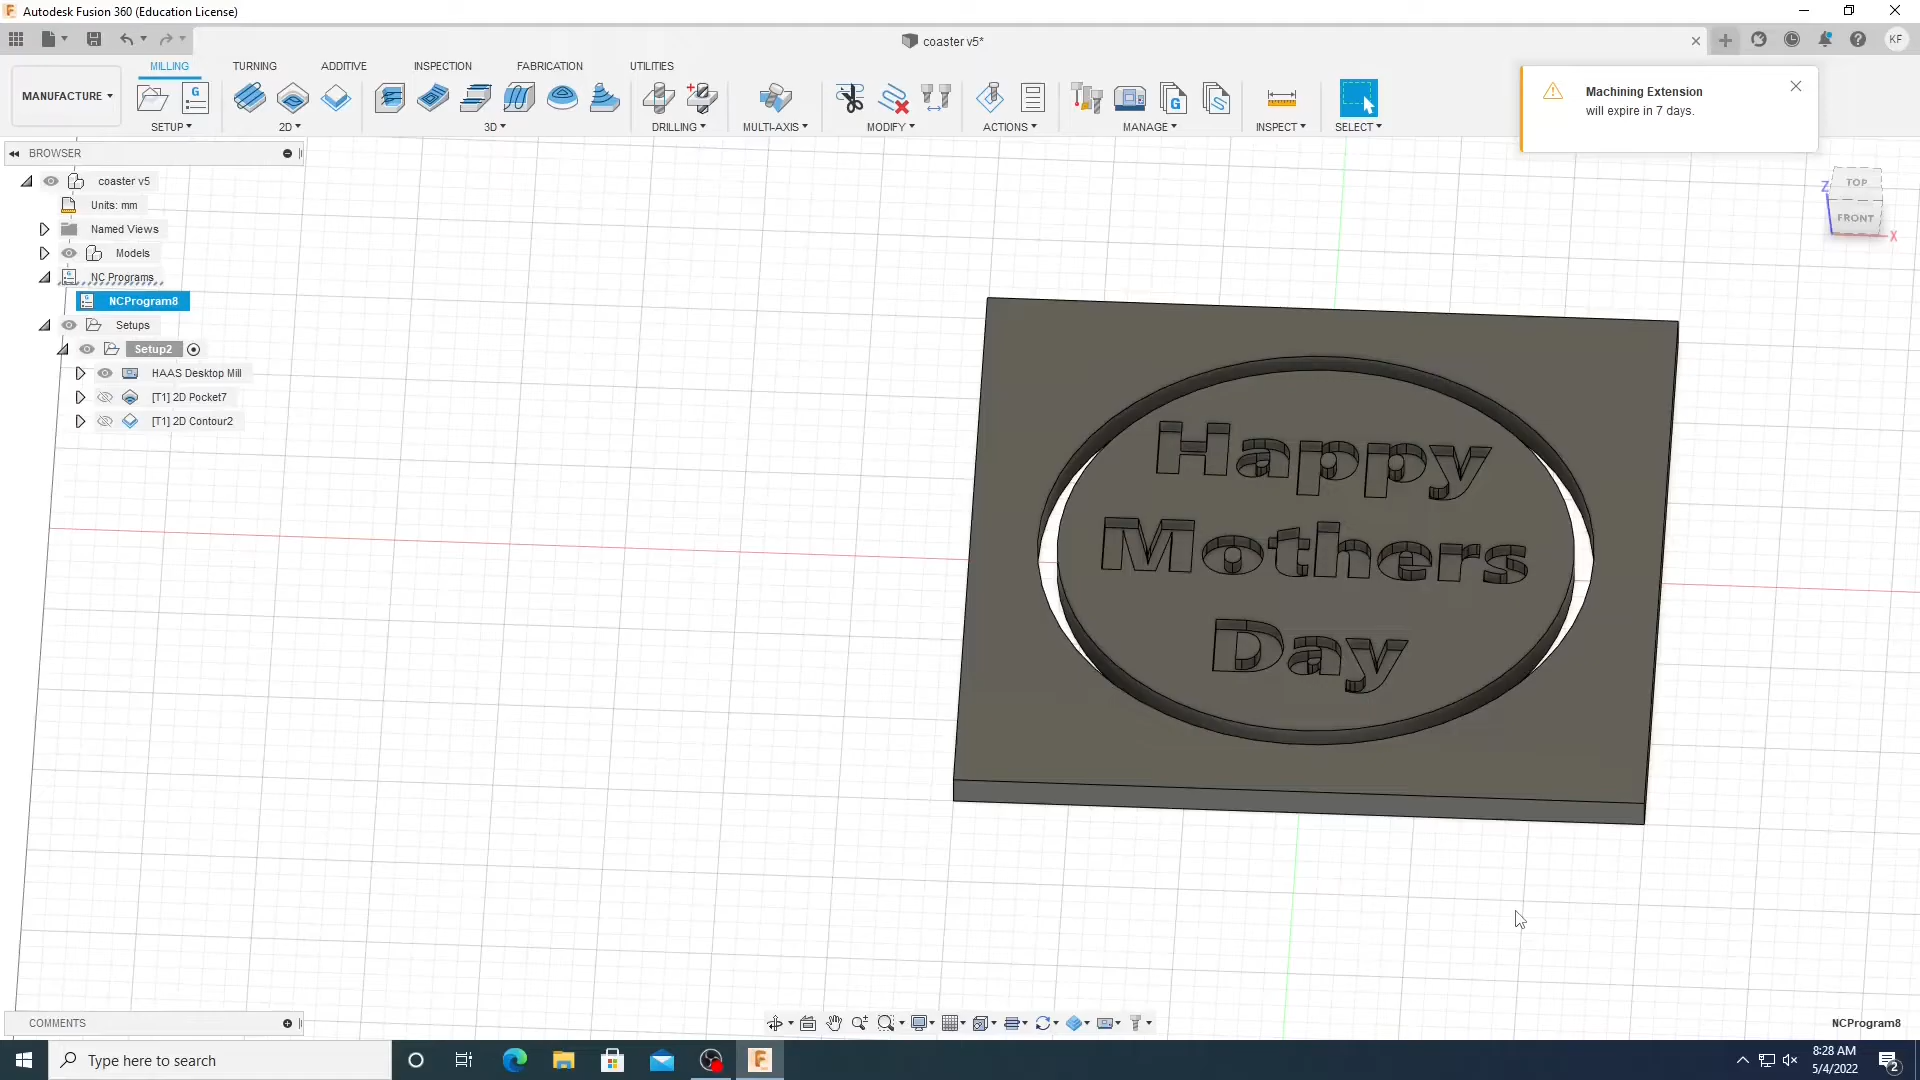 Autodesk Fusion 360 (Education License)
coaster v5*
KF
MANUFACTURE
MILLING
TURNING
ADDITIVE
INSPECTION
FABRICATION
UTILITIES
SETUP
2D
3D
DRILLING
MULTI-AXIS
MODIFY
ACTIONS
MANAGE
INSPECT
SELECT
Machining Extension
will expire in 7 days.
BROWSER
coaster v5
Units: mm
Named Views
Models
NC Programs
NCProgram8
Setups
Setup2
HAAS Desktop Mill
[T1] 2D Pocket7
[T1] 2D Contour2
Z
TOP
FRONT
X
Happy
Mothers
Day
COMMENTS
NCProgram8
Type here to search
8:28 AM
5/4/2022
2